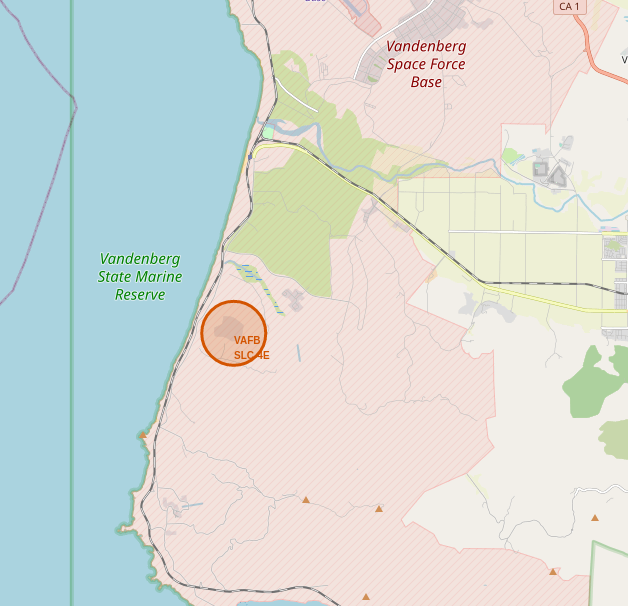 CA 1
Vandenberg
Space Force
Base
V
Vandenberg
State Marine
Reserve
VAFB
SLC-4E